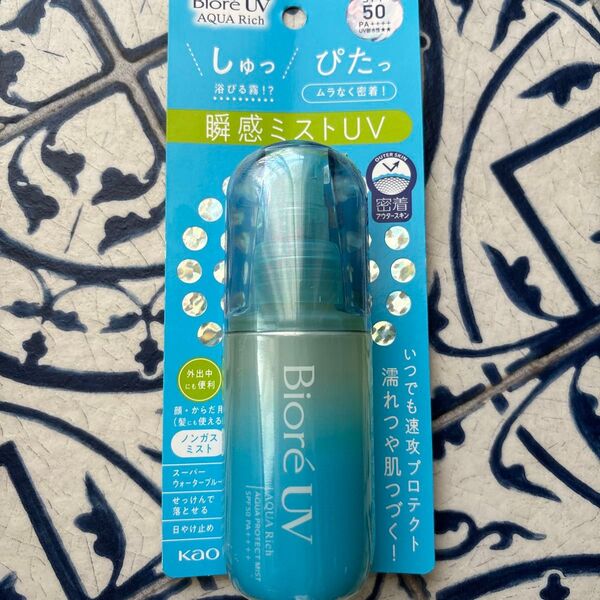 Bioré UV
AQUA Rich
50
PA++++
UV耐水性★★
しゅっ
ぴたっ
浴びる霧!?
ムラなく密着!
瞬感ミストUV
OUTER SKIN
密着
アウタースキン
外出中
にも便利
顔・からだ用
(髪にも使える)
ノンガス
ミスト
スーパー
ウォータープルーフ
せっけんで
落とせる
日やけ止め
Kao
いつでも速攻プロテクト
濡れつや肌つづく!
Bioré UV
AQUA Rich
AQUA PROTECT MIST
SPF50 PA++++